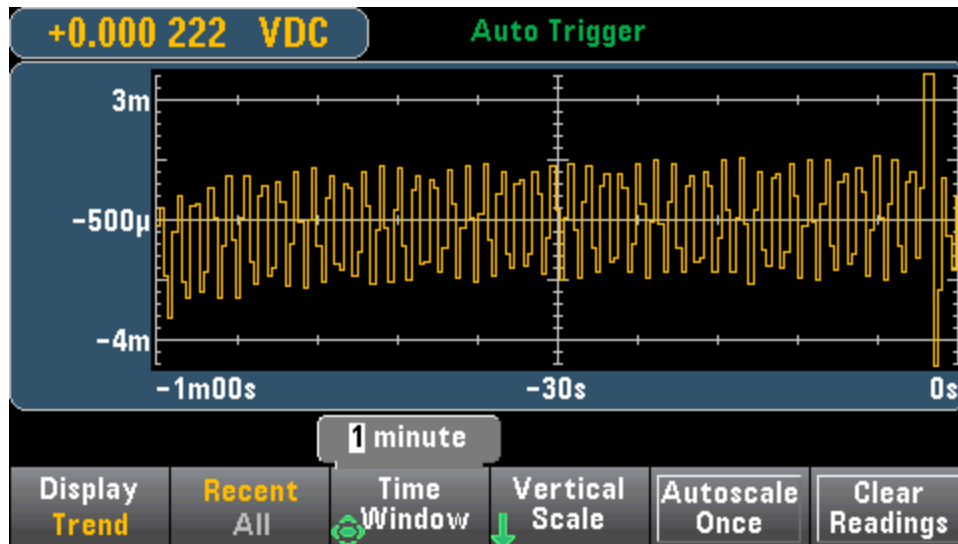 +0.000 222 VDC
Auto Trigger
3m
-500µ
-4m
-1m00s
-30s
0s
1 minute
Display
Trend
Recent
All
Time
Window
Vertical
Scale
Autoscale
Once
Clear
Readings